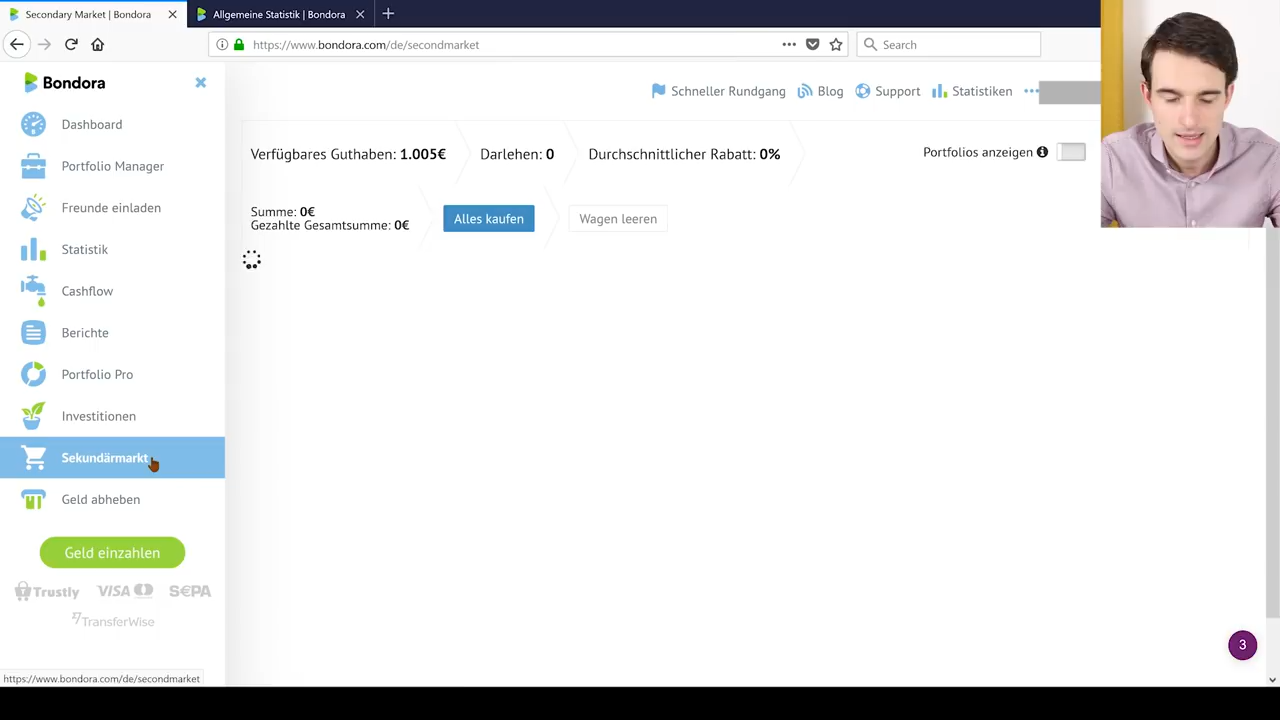 Secondary Market | Bondora
Allgemeine Statistik | Bondora
https://www.bondora.com/de/secondmarket
Search
Bondora
Schneller Rundgang
Blog
Support
Statistiken
Dashboard
Portfolio Manager
Freunde einladen
Statistik
Cashflow
Berichte
Portfolio Pro
Investitionen
Sekundärmarkt
Geld abheben
Geld einzahlen
Trustly VISA SEPA
TransferWise
Verfügbares Guthaben: 1.005€
Darlehen: 0
Durchschnittlicher Rabatt: 0%
Portfolios anzeigen
Summe: 0€
Gezahlte Gesamtsumme: 0€
Alles kaufen
Wagen leeren
3
https://www.bondora.com/de/secondmarket